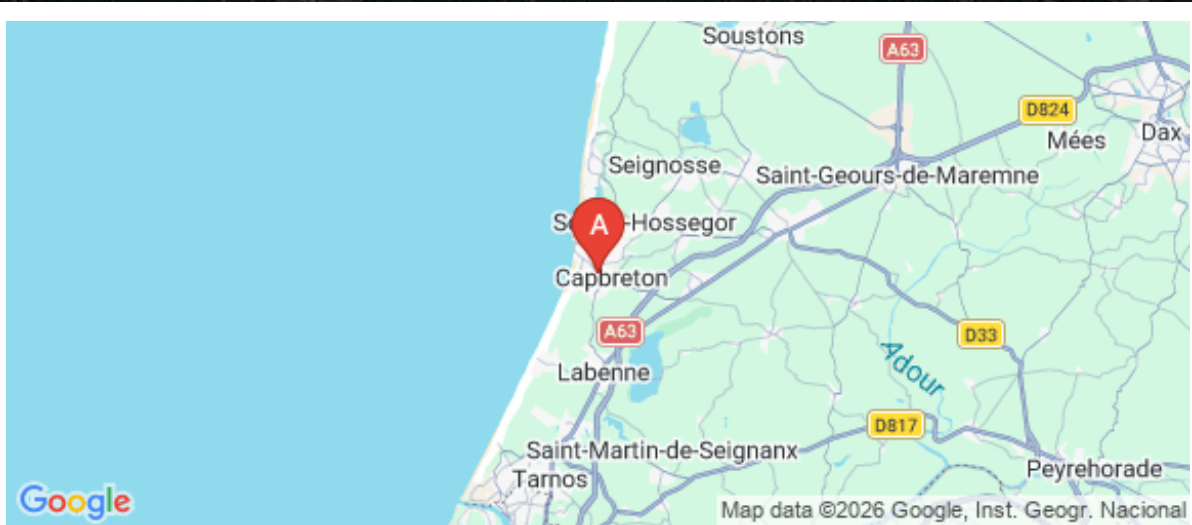 Soustons
A63
D824
Mées
Dax
Seignosse
Saint-Geours-de-Maremne
-Hossegor
A
Capbreton
A63
D33
Labenne
Adour
D817
Saint-Martin-de-Seignanx
Tarnos
Peyrehorade
Google
Map data ©2026 Google, Inst. Geogr. Nacional